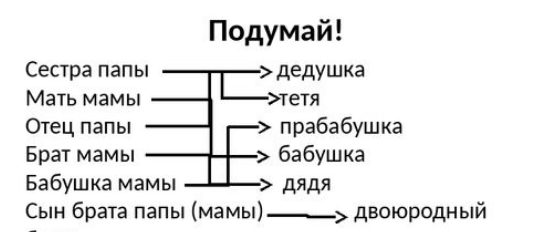 Подумай!
Сестра папы дедушка
Мать мамы тетя
Отец папы прабабушка
Брат мамы бабушка
Бабушка мамы дядя
Сын брата папы (мамы) двоюродный